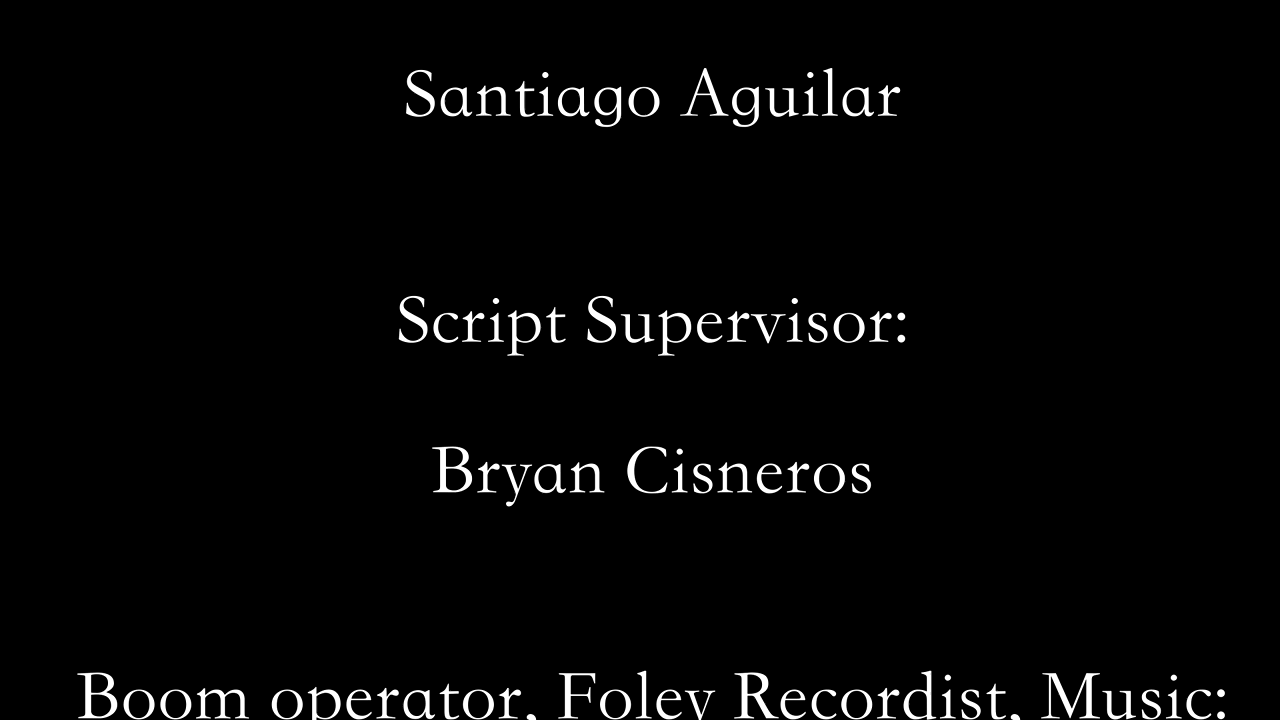 Santiago Aguilar
Script Supervisor:
Bryan Cisneros
Boom operator, Foley Recordist, Music: